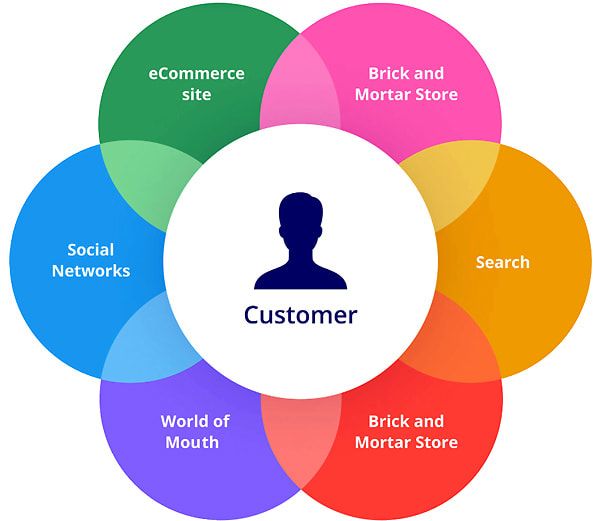 eCommerce
site
Brick and
Mortar Store
Social
Networks
Customer
Search
World of
Mouth
Brick and
Mortar Store